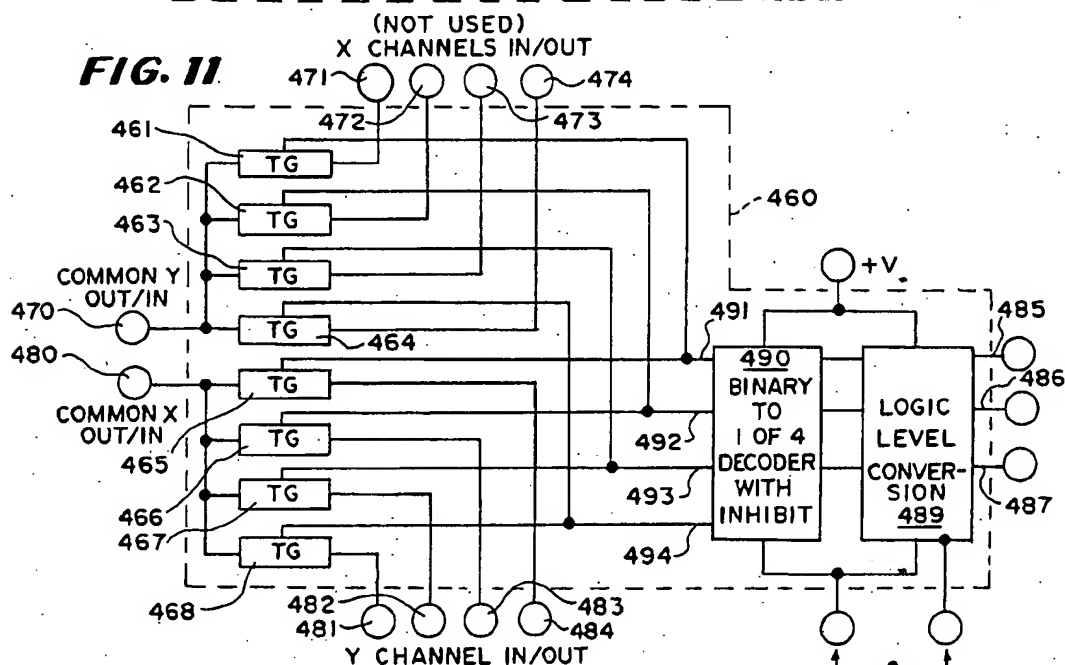 (NOT USED)
X CHANNELS IN/OUT
FIG. 11
471
472
473
474
461
TG
462
TG
463
TG
460
COMMON Y
OUT/IN
470
TG
464
+V
480
COMMON X
OUT/IN
465
TG
466
TG
467
TG
468
TG
491
492
493
494
490
BINARY
TO
1 OF 4
DECODER
WITH
INHIBIT
LOGIC
LEVEL
CONVER-
SION
489
485
486
487
482
481
483
484
Y CHANNEL IN/OUT